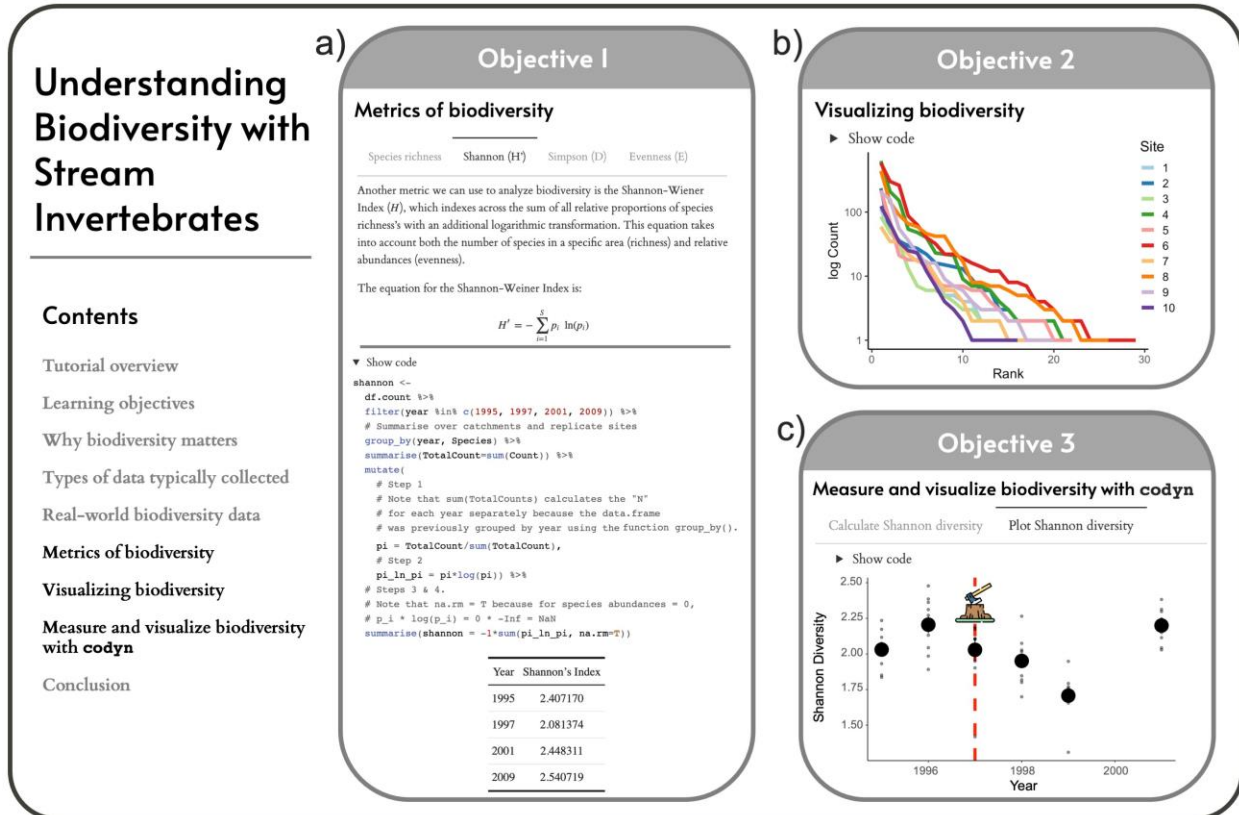 Understanding
Biodiversity with
Stream
Invertebrates
Contents
Tutorial overview
Learning objectives
Why biodiversity matters
Types of data typically collected
Real-world biodiversity data
Metrics of biodiversity
Visualizing biodiversity
Measure and visualize biodiversity
with codyn
Conclusion
a)
Objective 1
Metrics of biodiversity
Species richness Shannon (H') Simpson (D) Evenness (E)
Another metric we can use to analyze biodiversity is the Shannon-Wiener
Index (H), which indexes across the sum of all relative proportions of species
richness's with an additional logarithmic transformation. This equation takes
into account both the number of species in a specific area (richness) and relative
abundances (evenness).
The equation for the Shannon-Weiner Index is:
H' = − ∑_{i=1}^{S} p_i ln(p_i)
▼ Show code
shannon <-
df.count %>%
filter(year %in% c(1995, 1997, 2001, 2009)) %>%
# Summarise over catchments and replicate sites
group_by(year, Species) %>%
summarise(TotalCount=sum(Count)) %>%
mutate(
# Step 1
# Note that sum(TotalCounts) calculates the "N"
# for each year separately because the data.frame
# was previously grouped by year using the function group_by().
pi = TotalCount/sum(TotalCount),
# Step 2
pi_ln_pi = pi*log(pi)) %>%
# Steps 3 & 4.
# Note that na.rm = T because for species abundances = 0,
# p_i * log(p_i) = 0 * -Inf = NaN
summarise(shannon = -1*sum(pi_ln_pi, na.rm=T))
Year Shannon's Index
1995 2.407170
1997 2.081374
2001 2.448311
2009 2.540719
b)
Objective 2
Visualizing biodiversity
► Show code
log Count
100
10
1
0 10 20 30
Rank
Site
1
2
3
4
5
6
7
8
9
10
c)
Objective 3
Measure and visualize biodiversity with codyn
Calculate Shannon diversity Plot Shannon diversity
► Show code
Shannon Diversity
2.50
2.25
2.00
1.75
1.50
1996 1998 2000
Year